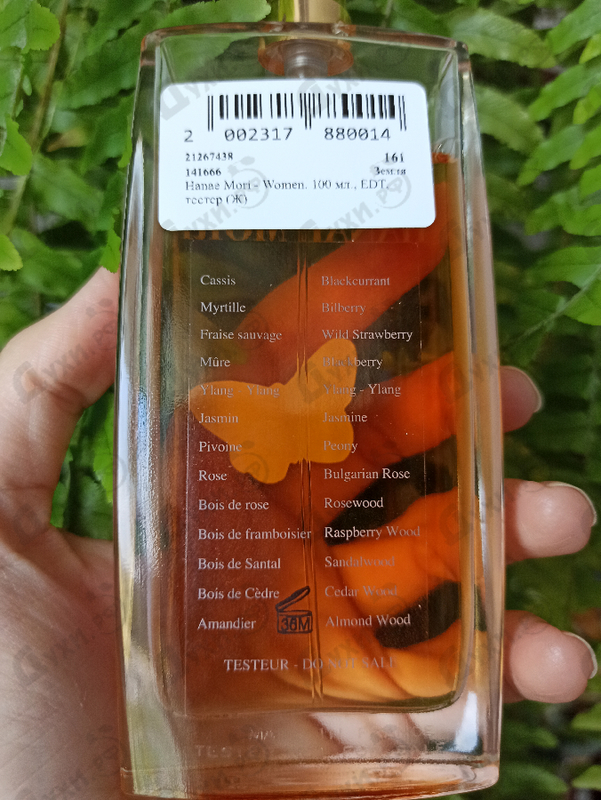 2 002317 880014
21267438 161
141666 Земля
Hanae Mori - Women. 100 мл., EDT,
тестер (Ж)
Cassis Blackcurrant
Myrtille Bilberry
Fraise sauvage Wild Strawberry
Mûre Blackberry
Ylang - Ylang Ylang - Ylang
Jasmin Jasmine
Pivoine Peony
Rose Bulgarian Rose
Bois de rose Rosewood
Bois de framboisier Raspberry Wood
Bois de Santal Sandalwood
Bois de Cèdre Cedar Wood
Amandier 36M Almond Wood
TESTEUR - DO NOT SALE